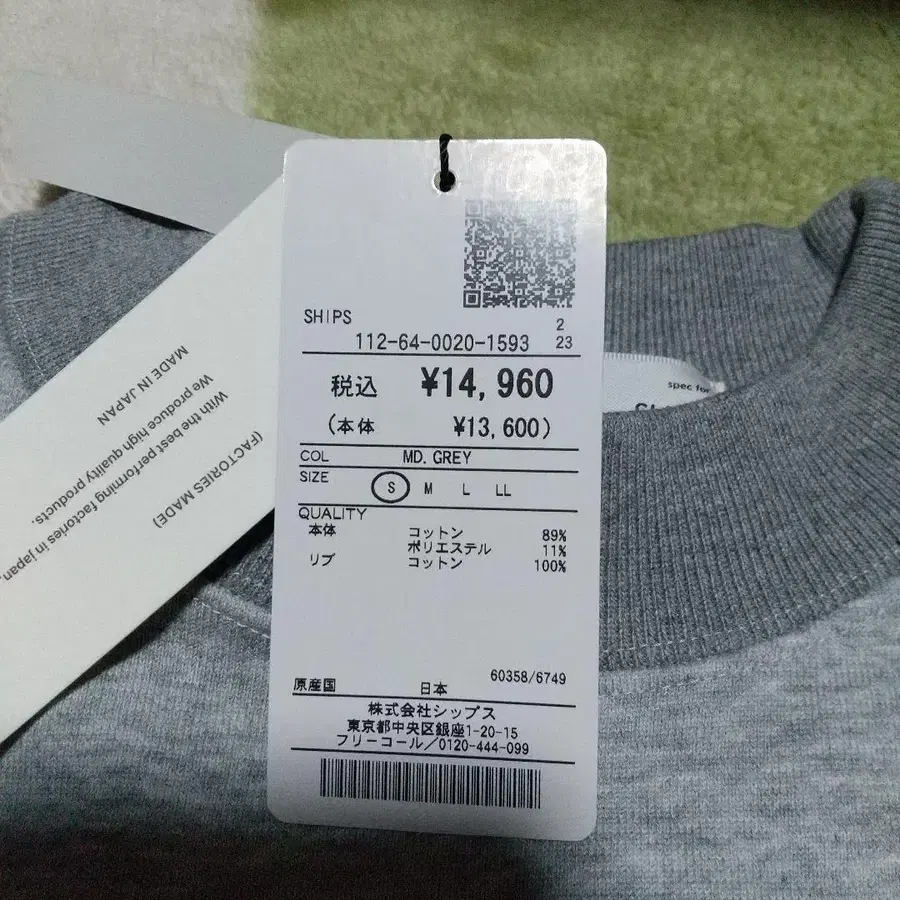 SHIPS
2
112-64-0020-1593 23
税込 ¥14,960
(本体 ¥13,600)
COL MD. GREY
SIZE
S M L LL
QUALITY
本体 コットン 89%
ポリエステル 11%
リブ コットン 100%
60358/6749
原産国 日本
株式会社シップス
東京都中央区銀座1-20-15
フリーコール/0120-444-099
(FACTORIES MADE)
With the best performing factories in japan,
We produce high quality products.
MADE IN JAPAN
spec for